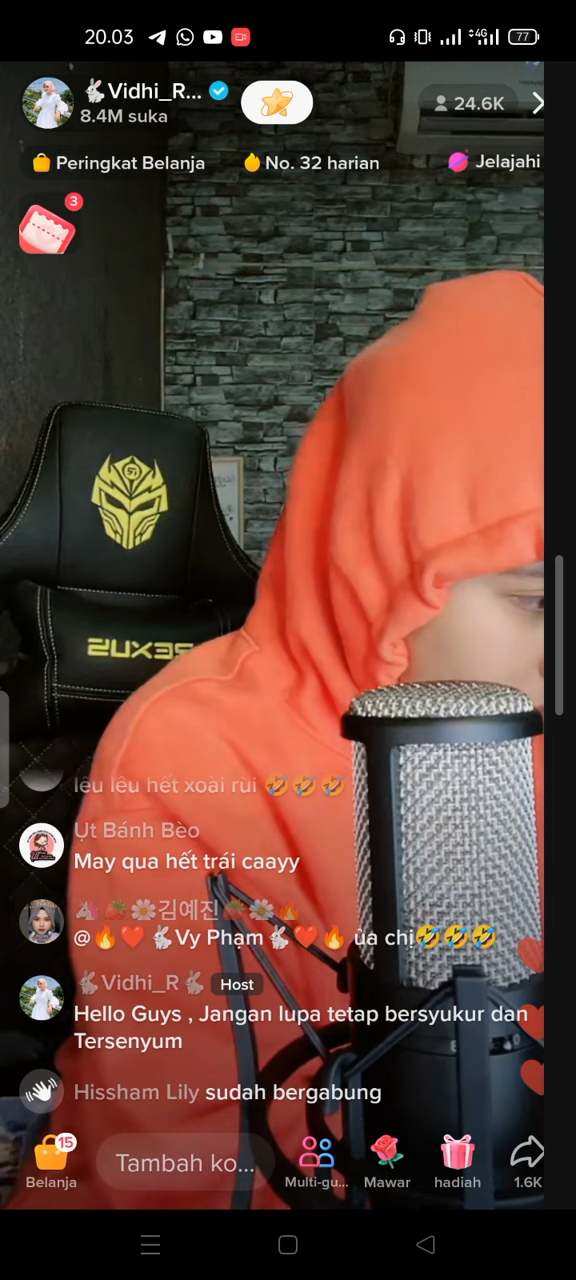 20.03
4G
77
🐇Vidhi_R...
8.4M suka
24.6K
Peringkat Belanja
No. 32 harian
Jelajahi
3
51
2UX3S
lêu lêu hết xoài rùi 🤣🤣🤣
Ụt Bánh Bèo
May qua hết trái caayy
🦄🍓🌼김예진🍓🌼🔥
@🔥❤️🐇Vy Phạm🐇❤️🔥 ủa chị🤣🤣🤣
🐇Vidhi_R🐇 Host
Hello Guys , Jangan lupa tetap bersyukur dan
Tersenyum
Hissham Lily sudah bergabung
15
Tambah ko...
Belanja
Multi-gu...
Mawar
hadiah
1.6K